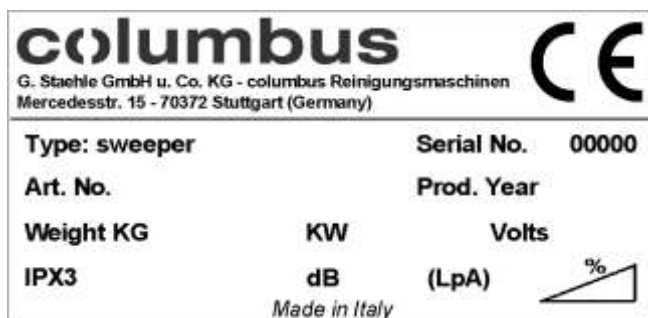 columbus
CE
G. Staehle GmbH u. Co. KG - columbus Reinigungsmaschinen
Mercedesstr. 15 - 70372 Stuttgart (Germany)
Type: sweeper Serial No. 00000
Art. No. Prod. Year
Weight KG KW Volts
IPX3 dB (LpA) %
Made in Italy